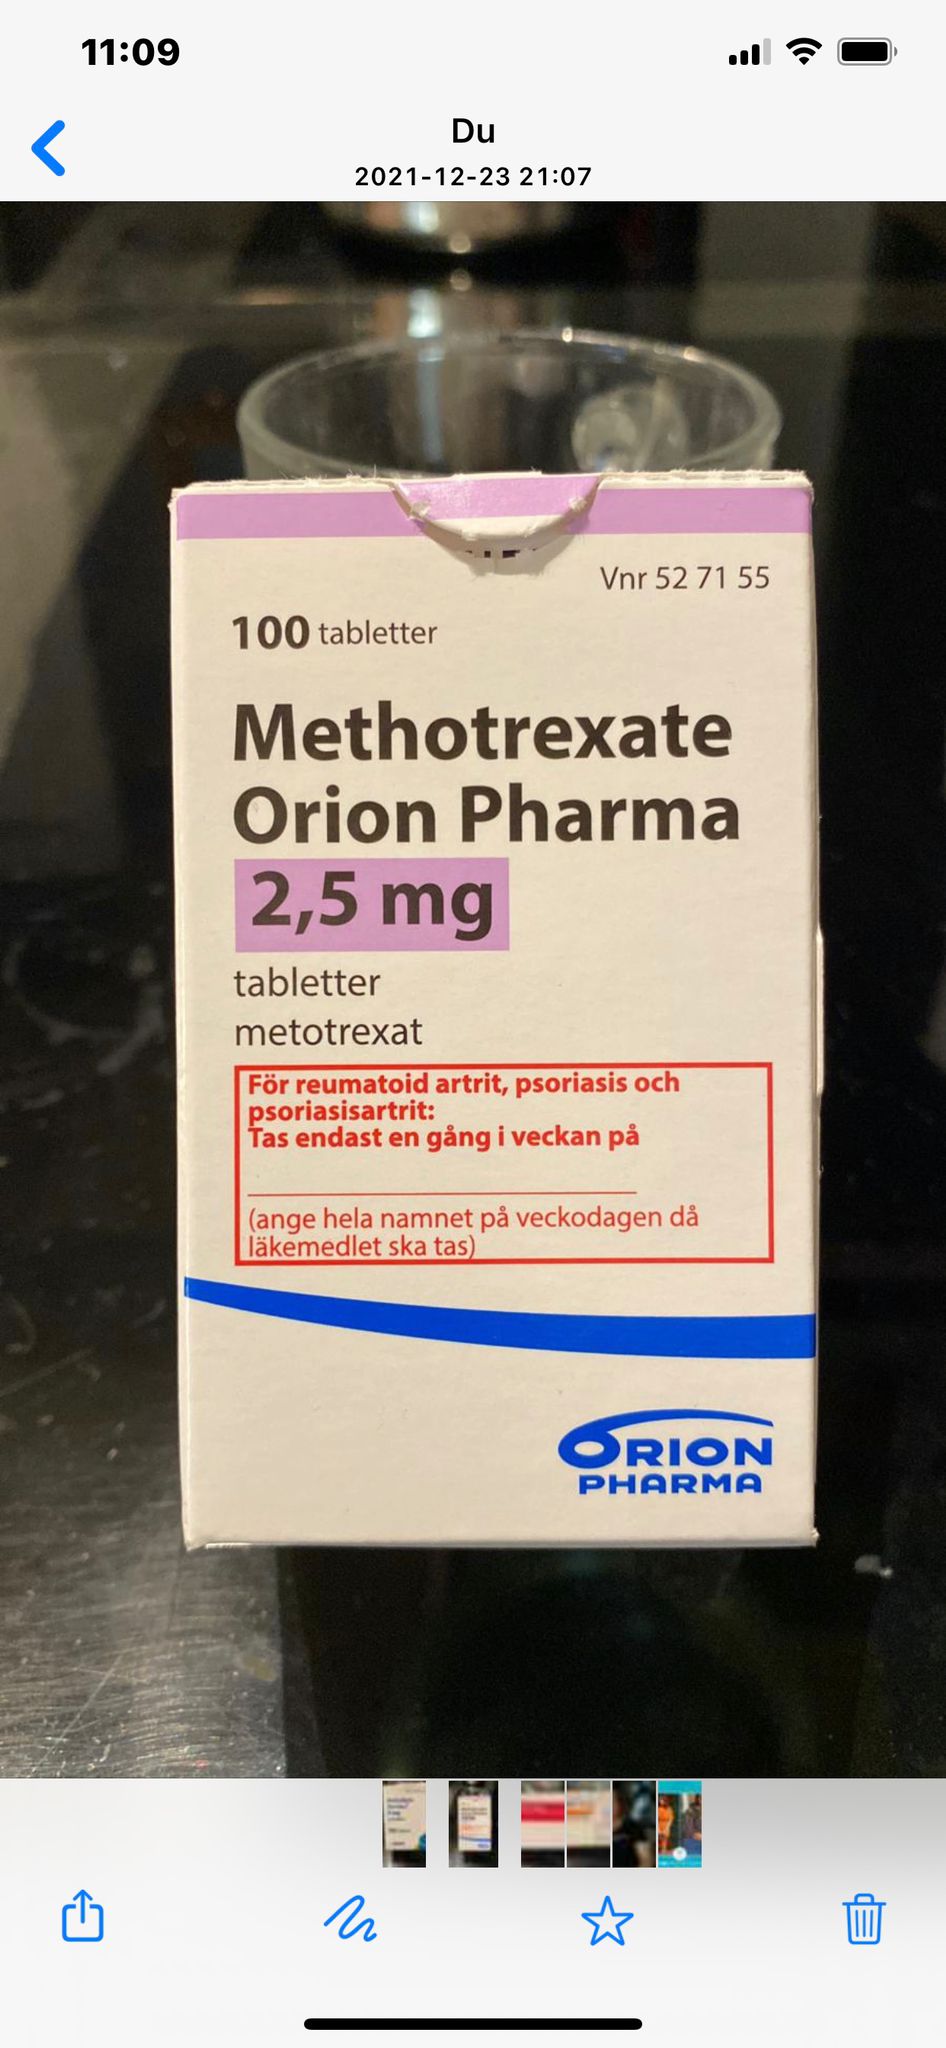 11:09
Du
2021-12-23 21:07
Vnr 52 71 55
100 tabletter
Methotrexate
Orion Pharma
2,5 mg
tabletter
metotrexat
För reumatoid artrit, psoriasis och
psoriasisartrit:
Tas endast en gång i veckan på
(ange hela namnet på veckodagen då
läkemedlet ska tas)
ORION
PHARMA